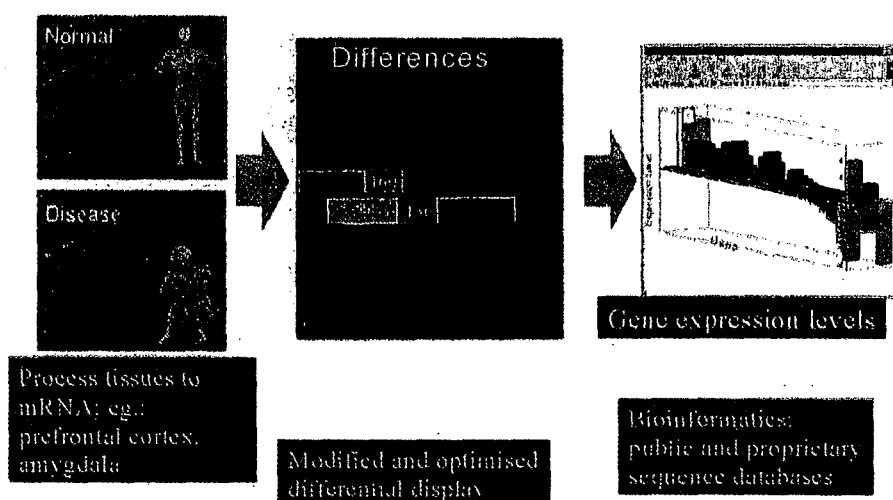 Normal
Disease
Process tissues to
mRNA; eg.:
prefrontal cortex,
amygdala
Differences
Modified and optimised
differential display
Gene expression levels
Bioinformatics:
public and proprietary
sequence databases